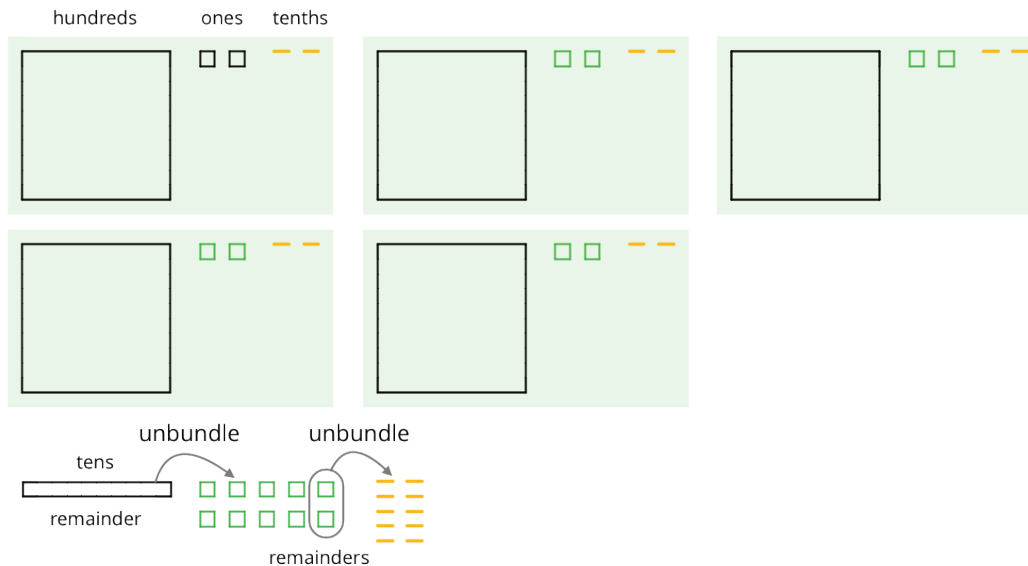 hundreds ones tenths
unbundle unbundle
tens
remainder
remainders